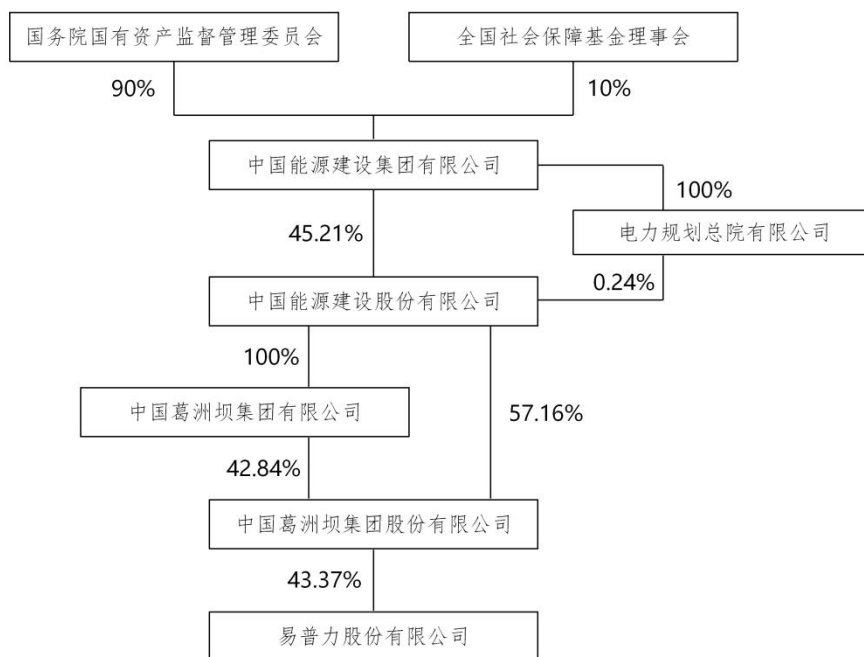 国务院国有资产监督管理委员会
全国社会保障基金理事会
90%
10%
中国能源建设集团有限公司
100%
45.21%
电力规划总院有限公司
0.24%
中国能源建设股份有限公司
100%
中国葛洲坝集团有限公司
57.16%
42.84%
中国葛洲坝集团股份有限公司
43.37%
易普力股份有限公司